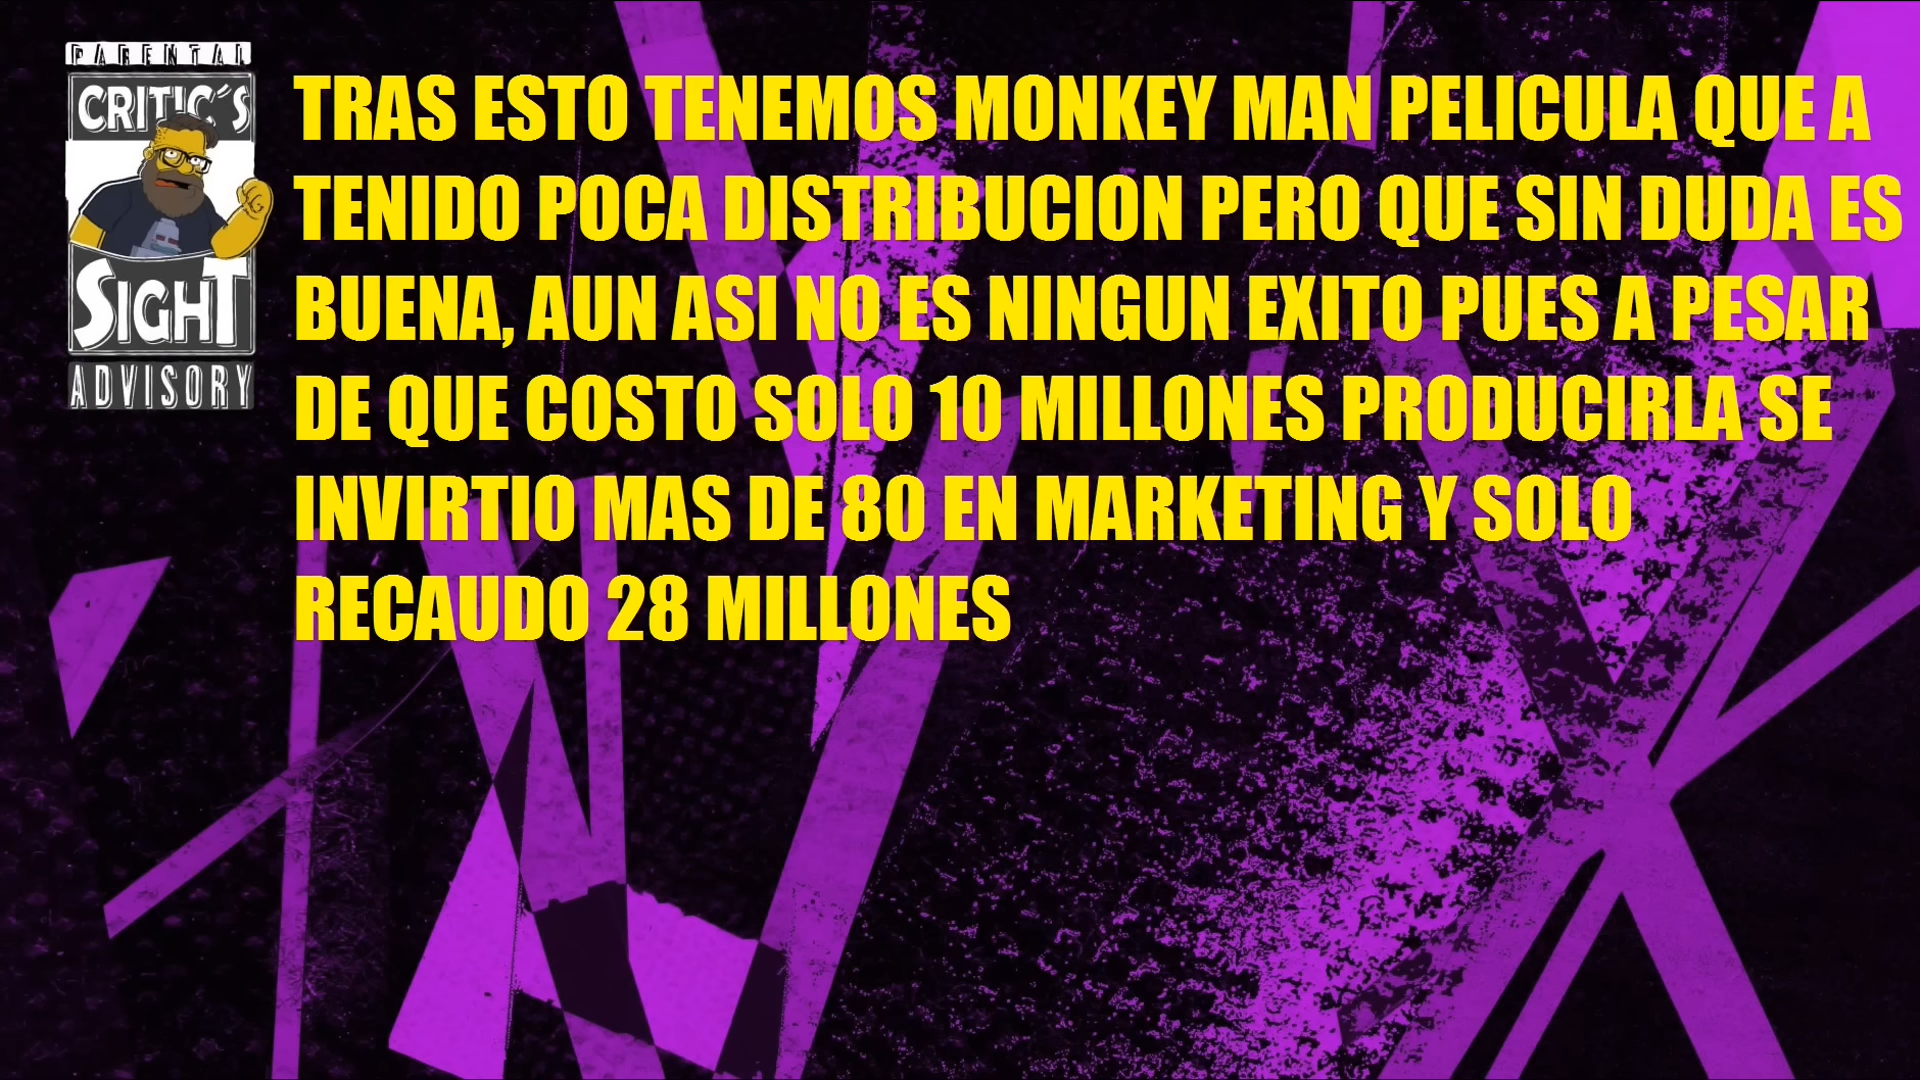 PARENTAL
CRITIC´S
SIGHT
ADVISORY
TRAS ESTO TENEMOS MONKEY MAN PELICULA QUE A
TENIDO POCA DISTRIBUCION PERO QUE SIN DUDA ES
BUENA, AUN ASI NO ES NINGUN EXITO PUES A PESAR
DE QUE COSTO SOLO 10 MILLONES PRODUCIRLA SE
INVIRTIO MAS DE 80 EN MARKETING Y SOLO
RECAUDO 28 MILLONES